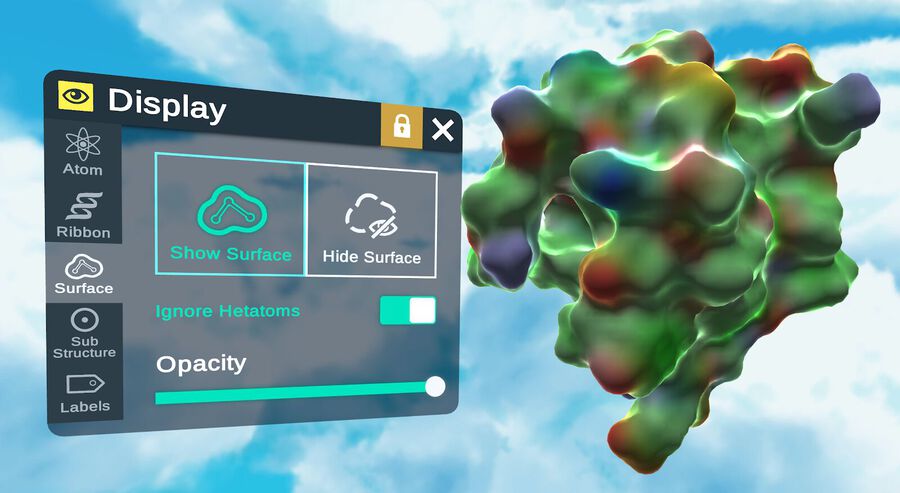 Display
Atom
Ribbon
Surface
Sub
Structure
Labels
Show Surface
Hide Surface
Ignore Hetatoms
Opacity